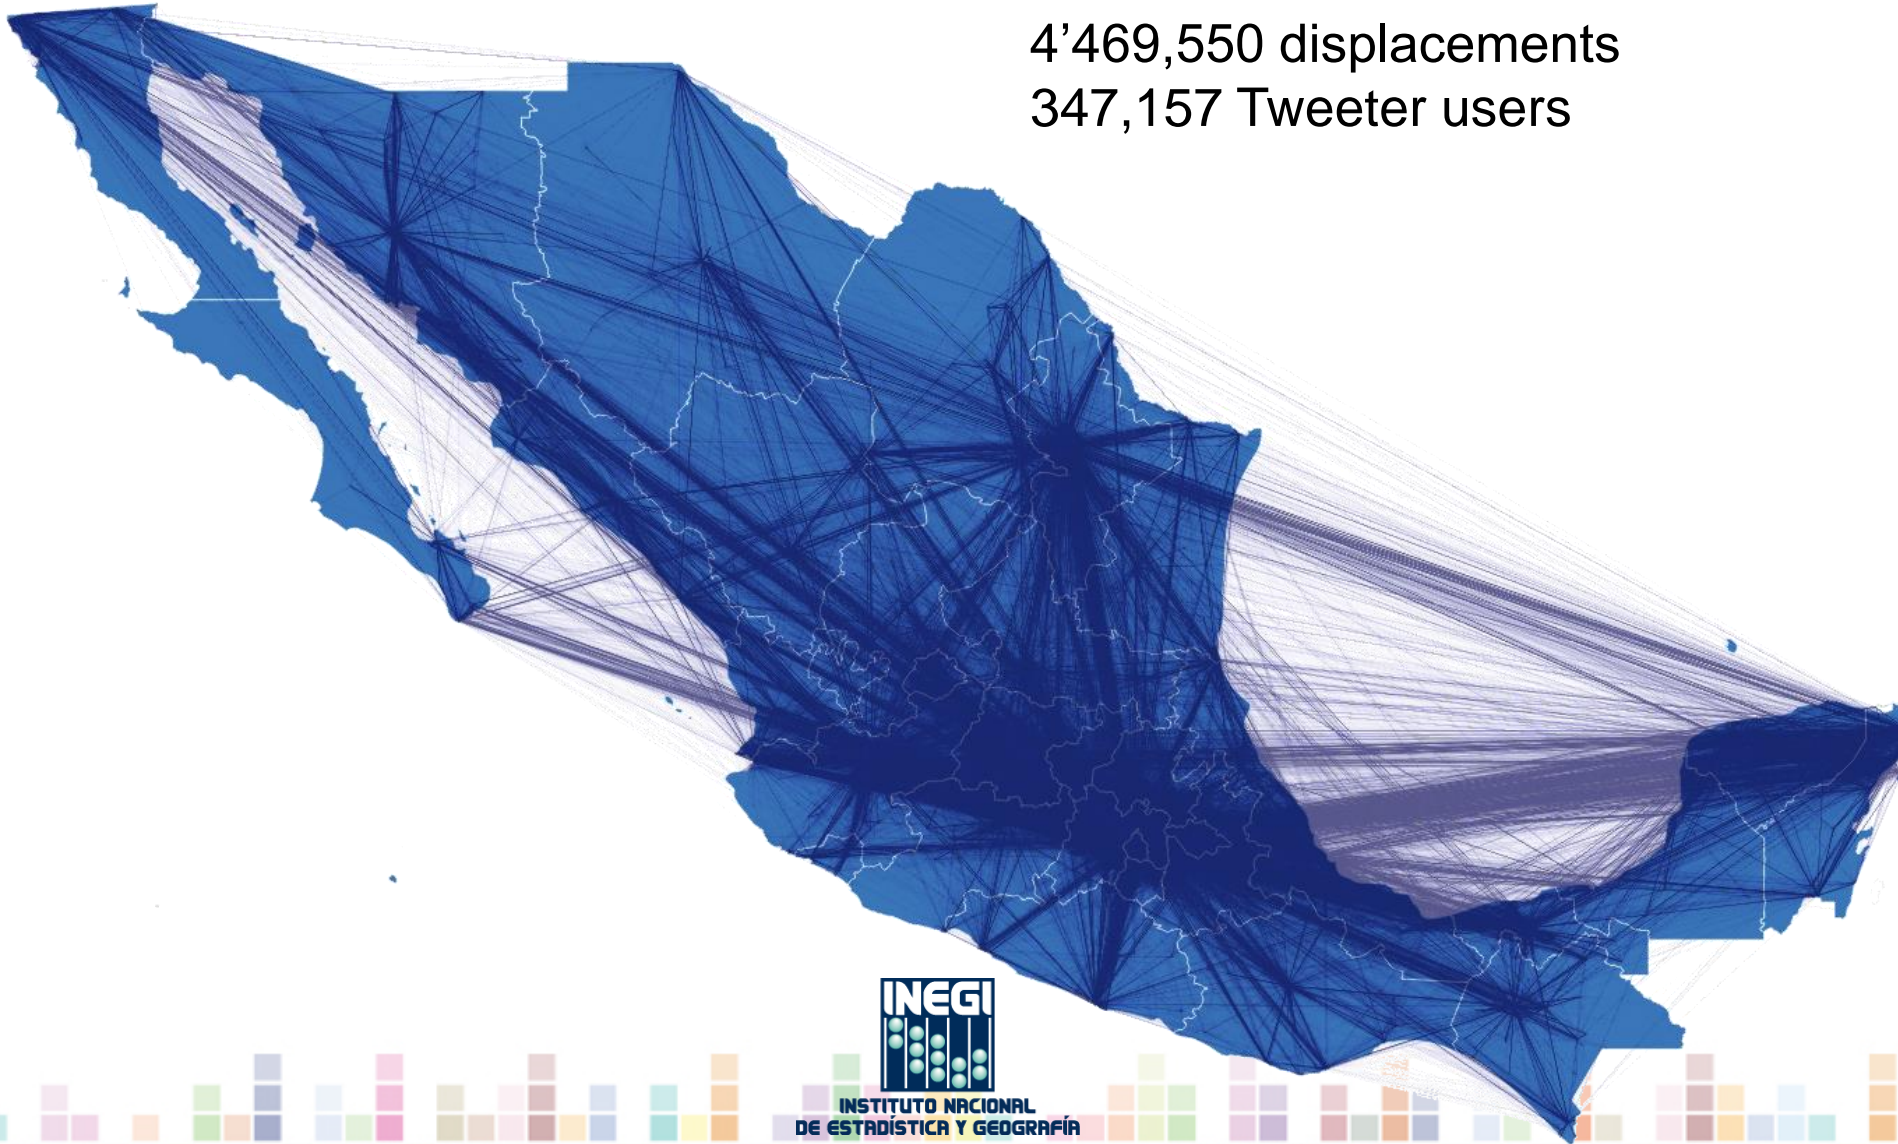 4’469,550 displacements
347,157 Tweeter users
INEGI
INSTITUTO NACIONAL
DE ESTADÍSTICA Y GEOGRAFÍA